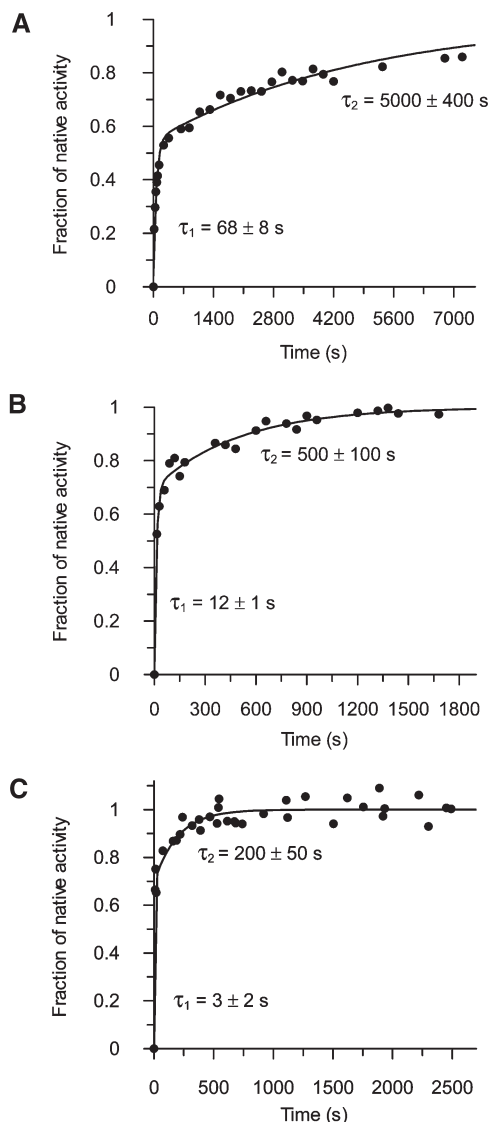 A
1
0.8
0.6
0.4
0.2
0
Fraction of native activity
τ2 = 5000 ± 400 s
τ1 = 68 ± 8 s
0 1400 2800 4200 5600 7000
Time (s)
B
1
0.8
0.6
0.4
0.2
0
Fraction of native activity
τ2 = 500 ± 100 s
τ1 = 12 ± 1 s
0 300 600 900 1200 1500 1800
Time (s)
C
1
0.8
0.6
0.4
0.2
0
Fraction of native activity
τ2 = 200 ± 50 s
τ1 = 3 ± 2 s
0 500 1000 1500 2000 2500
Time (s)